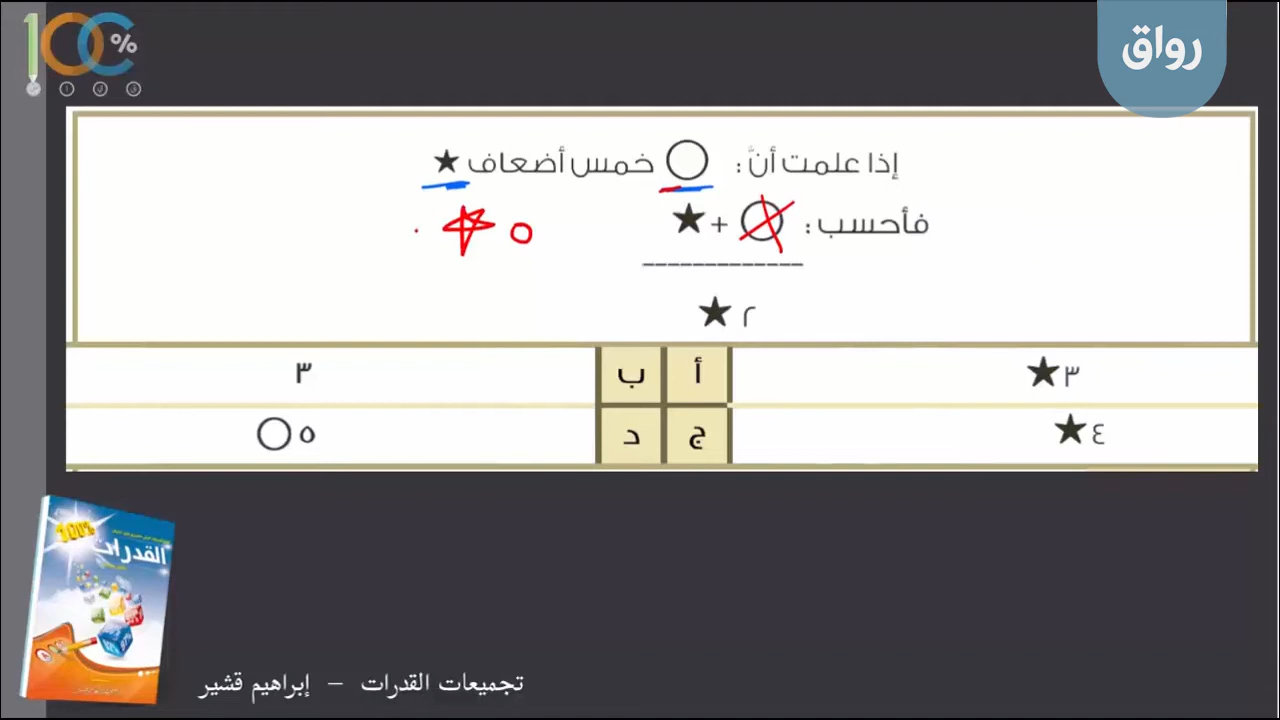 100%
رواق
إذا علمت أنَّ : ◯ خمس أضعاف ★
فأحسب : ◯ + ★
٥ ★
-------------
٢ ★
أ ٣ ★
ب ٣
ج ٤ ★
د ٥ ◯
100%
القدرات
تجميعات القدرات – إبراهيم قشير